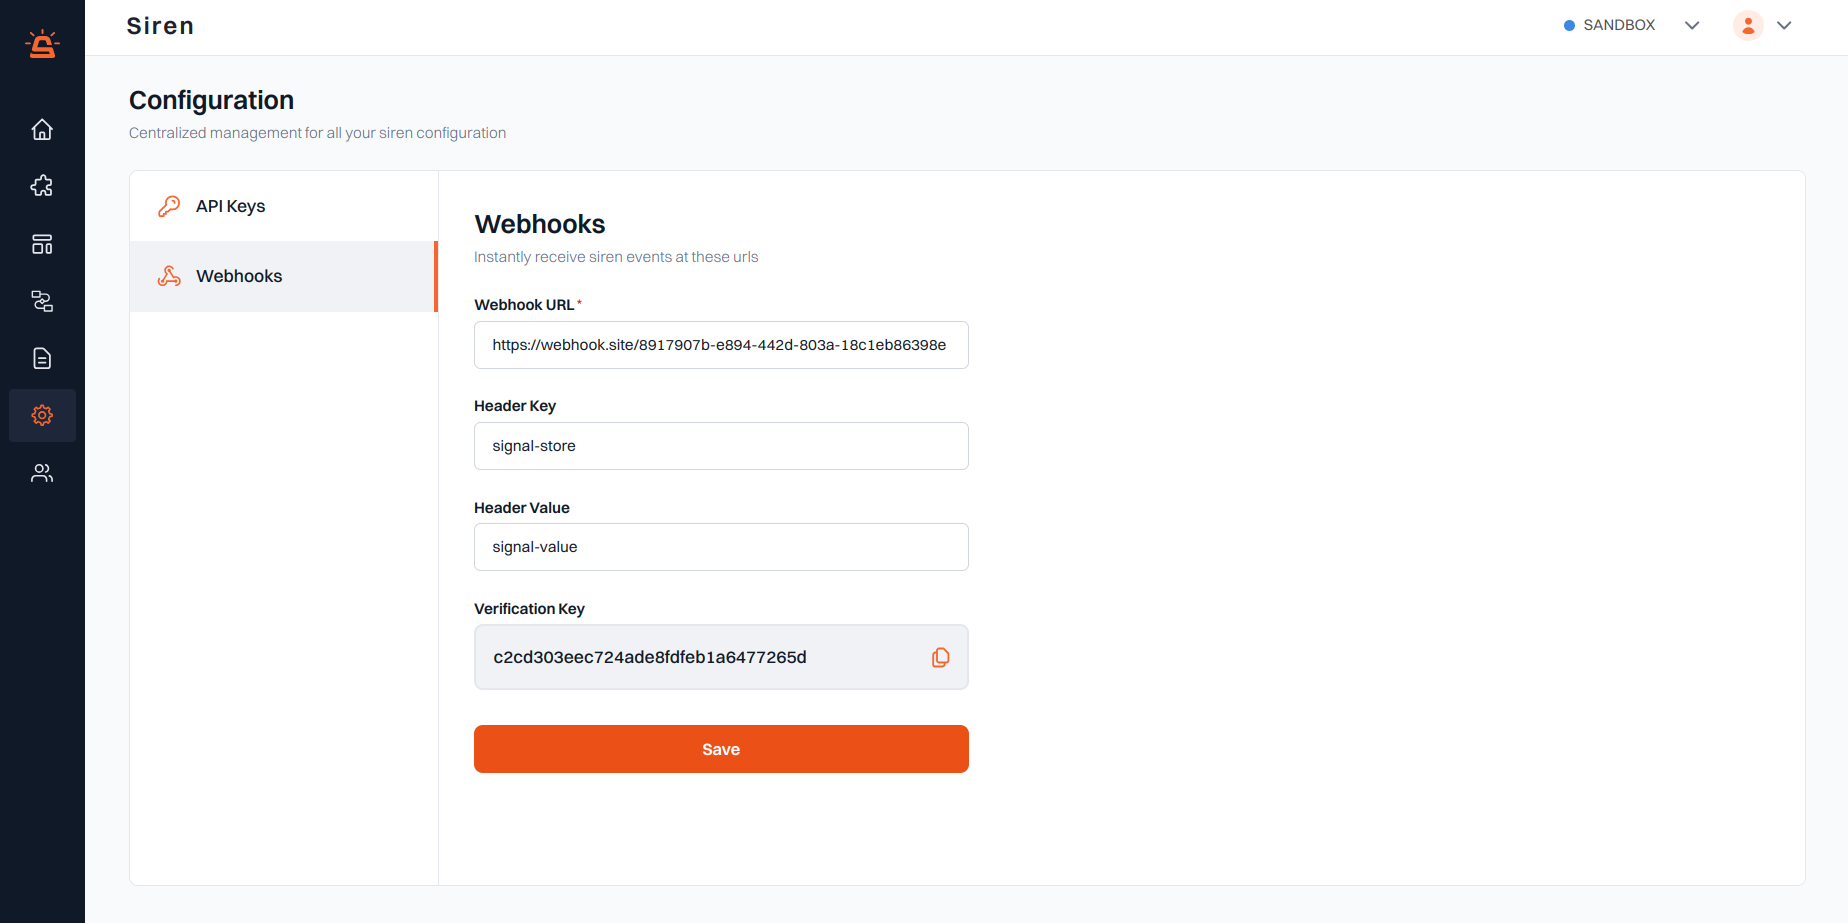 Siren
SANDBOX
Configuration
Centralized management for all your siren configuration
API Keys
Webhooks
Webhooks
Instantly receive siren events at these urls
Webhook URL*
https://webhook.site/8917907b-e894-442d-803a-18c1eb86398e
Header Key
signal-store
Header Value
signal-value
Verification Key
c2cd303eec724ade8fdfeb1a6477265d
Save